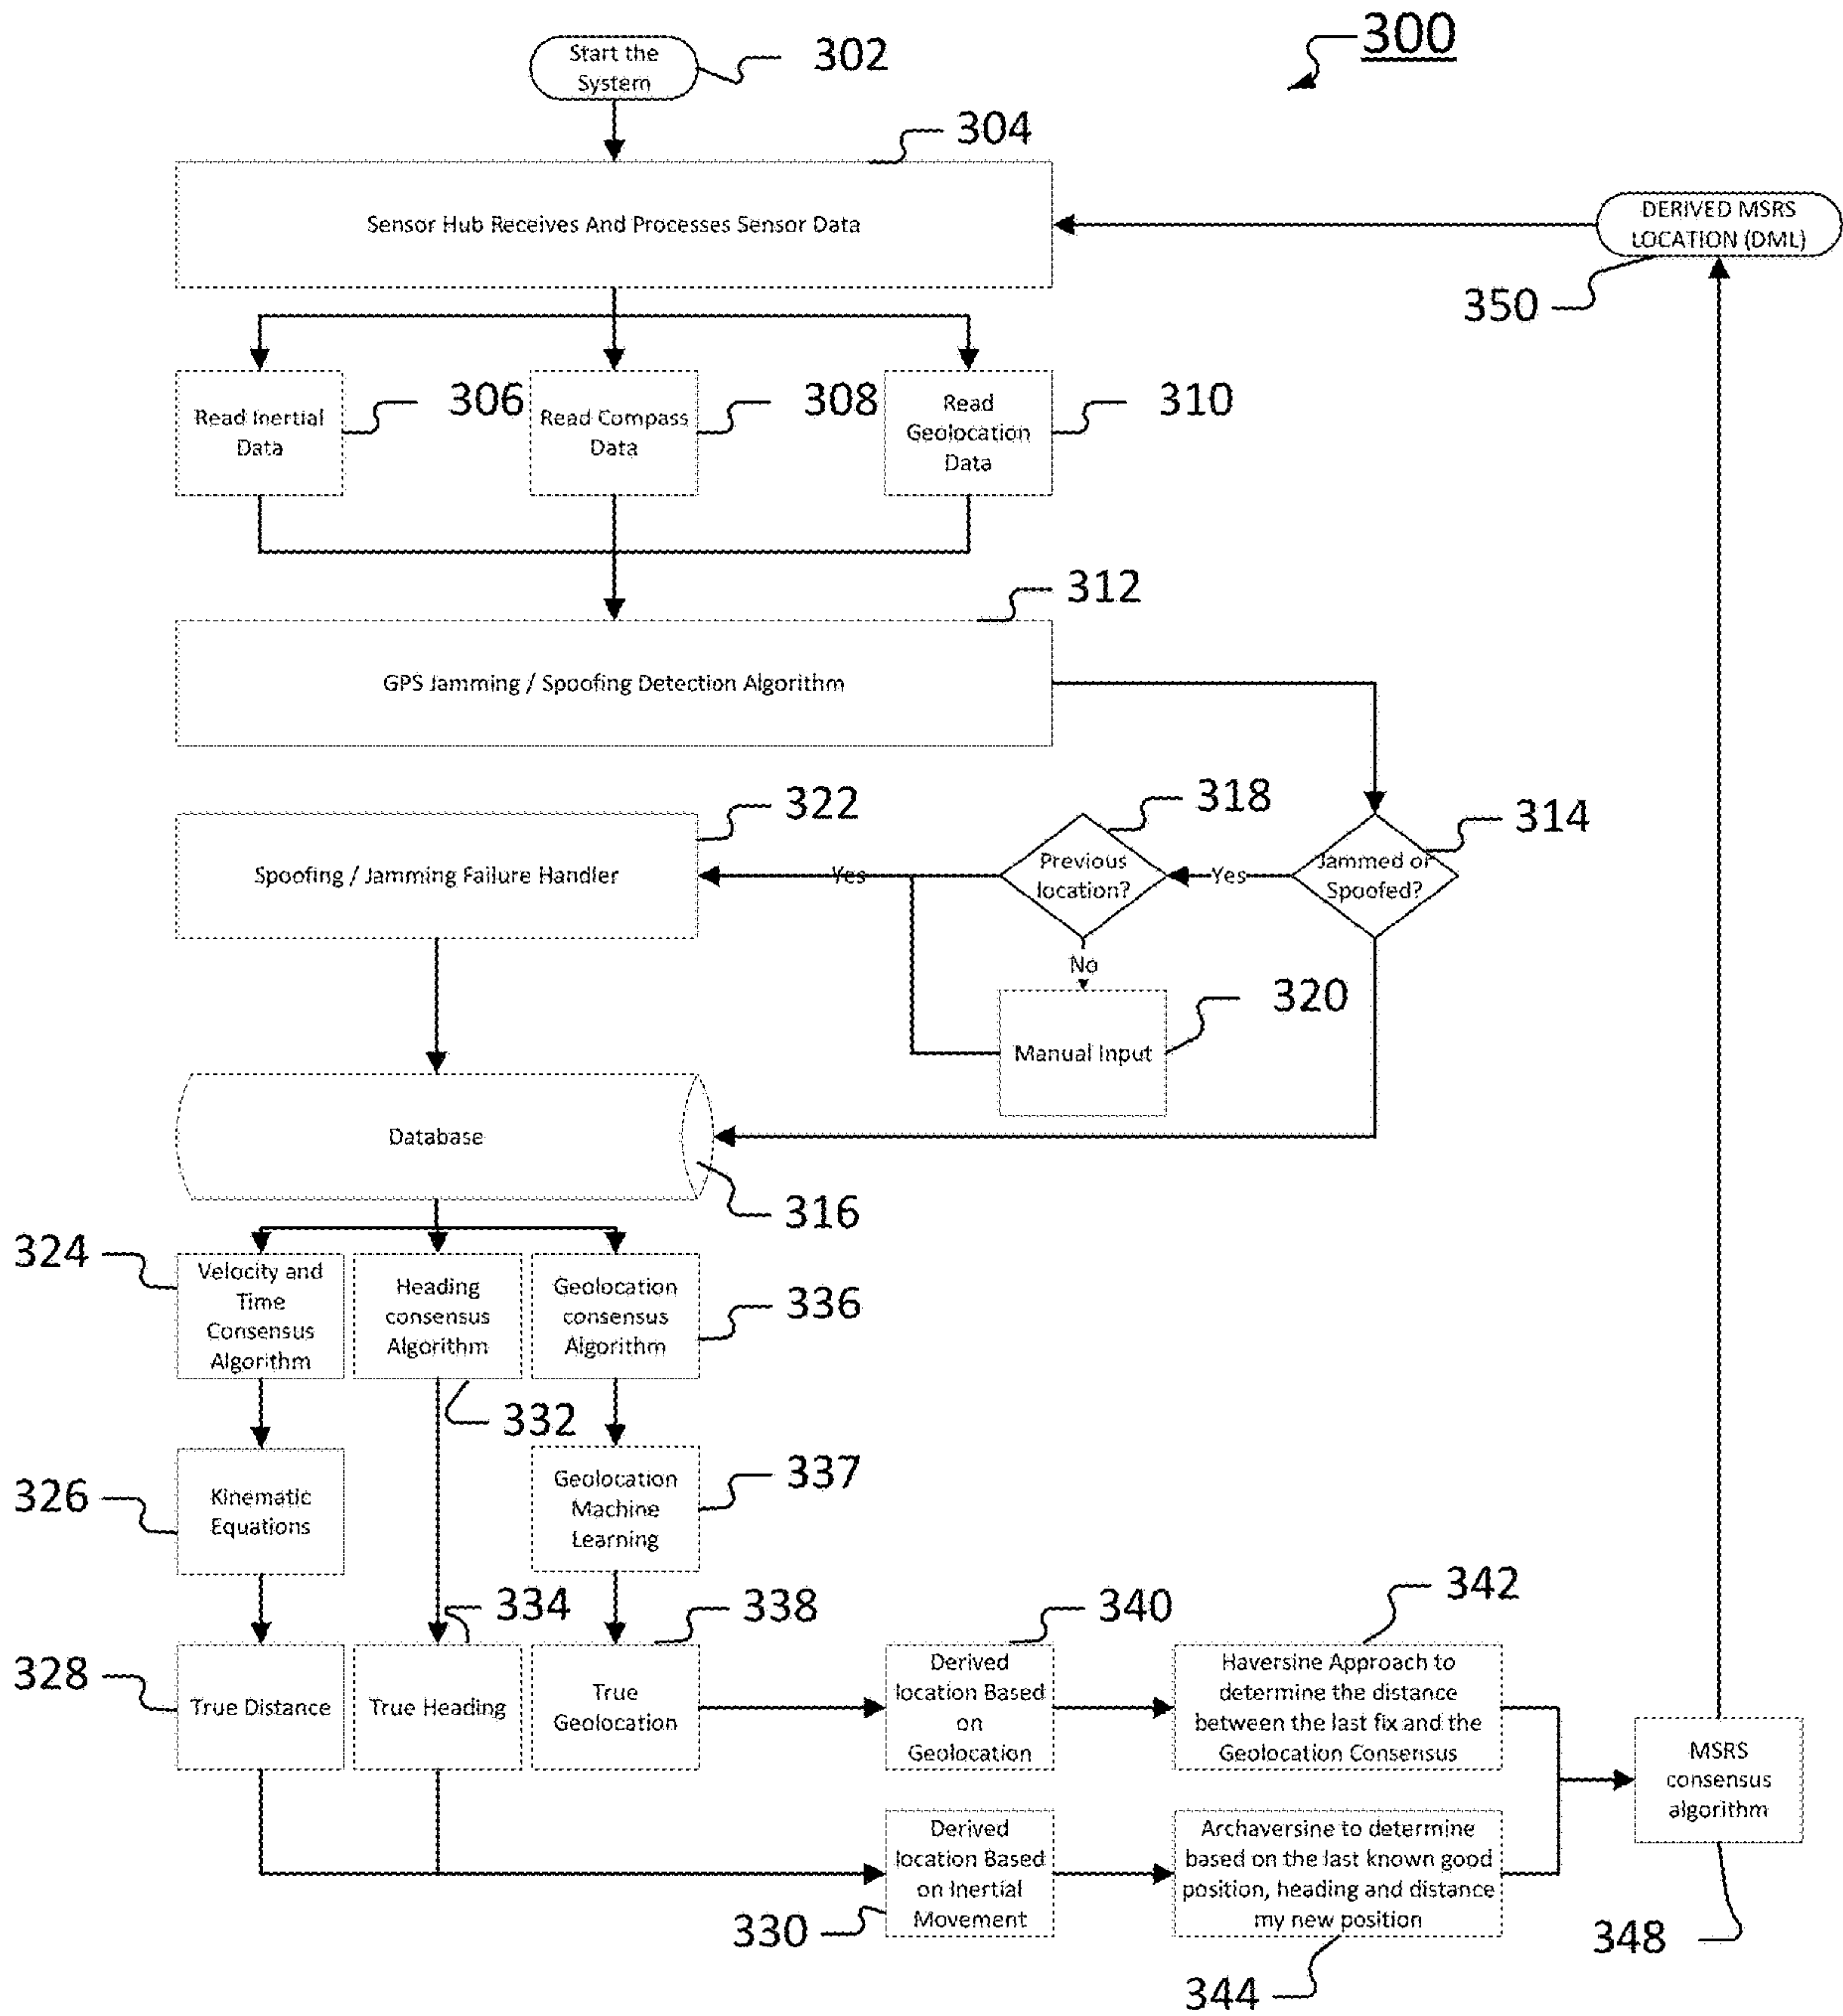 300
Start the
System
302
304
Sensor Hub Receives And Processes Sensor Data
DERIVED MSRS
LOCATION (DML)
350
Read Inertial
Data
306
Read Compass
Data
308
Read
Geolocation
Data
310
312
GPS Jamming / Spoofing Detection Algorithm
322
Spoofing / Jamming Failure Handler
Yes
318
Previous
location?
Yes
314
Jammed or
Spoofed?
No
320
Manual Input
Database
316
324
Velocity and
Time
Consensus
Algorithm
Heading
consensus
Algorithm
332
Geolocation
consensus
Algorithm
336
326
Kinematic
Equations
Geolocation
Machine
Learning
337
328
True Distance
334
True Heading
338
True
Geolocation
340
Derived
location Based
on
Geolocation
342
Haversine Approach to
determine the distance
between the last fix and the
Geolocation Consensus
MSRS
consensus
algorithm
348
Derived
location Based
on Inertial
Movement
330
Archaversine to determine
based on the last known good
position, heading and distance
my new position
344